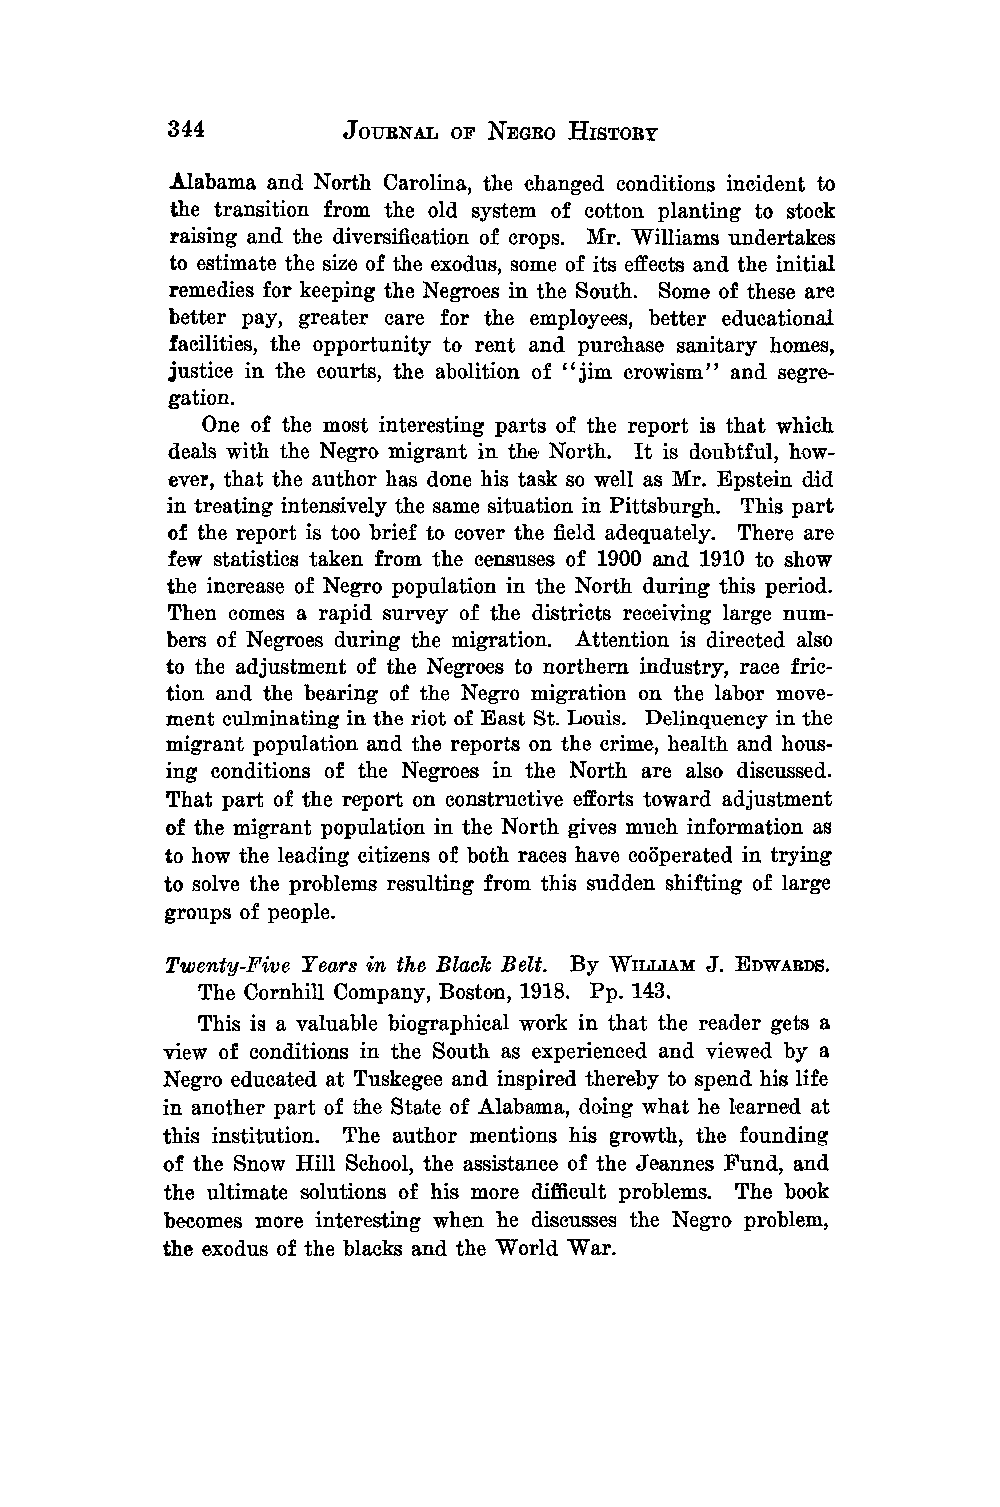 344 JOURNAL OF NEGRO HISTORY
Alabama and North Carolina, the changed conditions incident to
the transition from the old system of cotton planting to stock
raising and the diversification of crops. Mr. Williams undertakes
to estimate the size of the exodus, some of its effects and the initial
remedies for keeping the Negroes in the South. Some of these are
better pay, greater care for the employees, better educational
facilities, the opportunity to rent and purchase sanitary homes,
justice in the courts, the abolition of "jim crowism" and segre-
gation.
One of the most interesting parts of the report is that which
deals with the Negro migrant in the North. It is doubtful, how-
ever, that the author has done his task so well as Mr. Epstein did
in treating intensively the same situation in Pittsburgh. This part
of the report is too brief to cover the field adequately. There are
few statistics taken from the censuses of 1900 and 1910 to show
the increase of Negro population in the North during this period.
Then comes a rapid survey of the districts receiving large num-
bers of Negroes during the migration. Attention is directed also
to the adjustment of the Negroes to northern industry, race fric-
tion and the bearing of the Negro migration on the labor move-
ment culminating in the riot of East St. Louis. Delinquency in the
migrant population and the reports on the crime, health and hous-
ing conditions of the Negroes in the North are also discussed.
That part of the report on constructive efforts toward adjustment
of the migrant population in the North gives much information as
to how the leading citizens of both races have coöperated in trying
to solve the problems resulting from this sudden shifting of large
groups of people.
Twenty-Five Years in the Black Belt. By WILLIAM J. EDWARDS.
The Cornhill Company, Boston, 1918. Pp. 143.
This is a valuable biographical work in that the reader gets a
view of conditions in the South as experienced and viewed by a
Negro educated at Tuskegee and inspired thereby to spend his life
in another part of the State of Alabama, doing what he learned at
this institution. The author mentions his growth, the founding
of the Snow Hill School, the assistance of the Jeannes Fund, and
the ultimate solutions of his more difficult problems. The book
becomes more interesting when he discusses the Negro problem,
the exodus of the blacks and the World War.